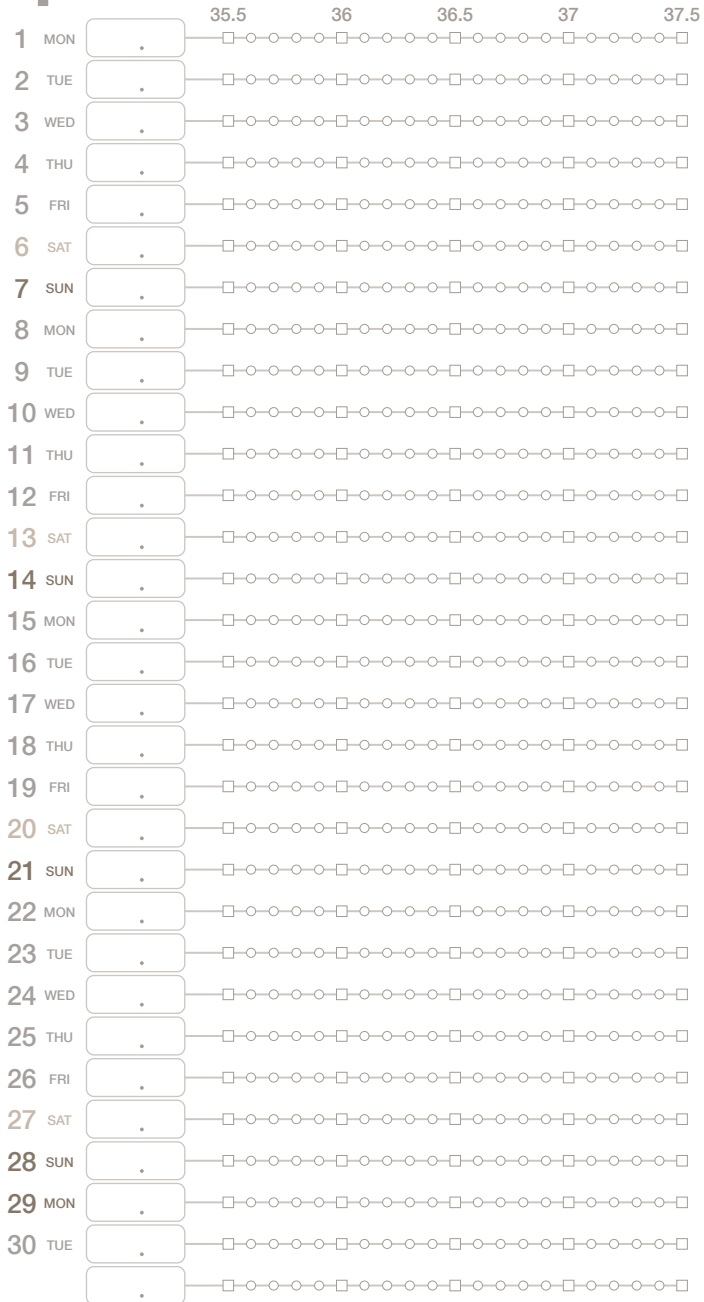 35.5 36 36.5 37 37.5
1 MON .
2 TUE .
3 WED .
4 THU .
5 FRI .
6 SAT .
7 SUN .
8 MON .
9 TUE .
10 WED .
11 THU .
12 FRI .
13 SAT .
14 SUN .
15 MON .
16 TUE .
17 WED .
18 THU .
19 FRI .
20 SAT .
21 SUN .
22 MON .
23 TUE .
24 WED .
25 THU .
26 FRI .
27 SAT .
28 SUN .
29 MON .
30 TUE .
.